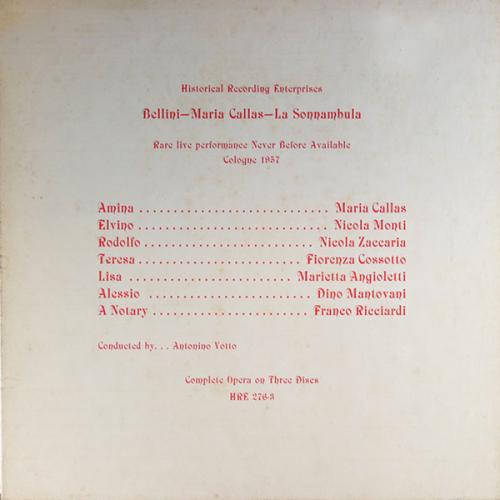 Historical Recording Enterprises
Bellini—Maria Callas—La Sonnambula
Rare live performance Never Before Available
Cologne 1957
Amina . . . . . . . . . . . . . . . . . . . . . . . . . . . . Maria Callas
Elvino . . . . . . . . . . . . . . . . . . . . . . . . . . . . Nicola Monti
Rodolfo . . . . . . . . . . . . . . . . . . . . . . . . . Nicola Zaccaria
Teresa . . . . . . . . . . . . . . . . . . . . . . . . Fiorenza Cossotto
Lisa . . . . . . . . . . . . . . . . . . . . . . . . Marietta Angioletti
Alessio . . . . . . . . . . . . . . . . . . . . . . . . Dino Mantovani
A Notary . . . . . . . . . . . . . . . . . . . . . . . Franco Ricciardi
Conducted by. . . Antonino Votto
Complete Opera on Three Discs
HRE 276-3